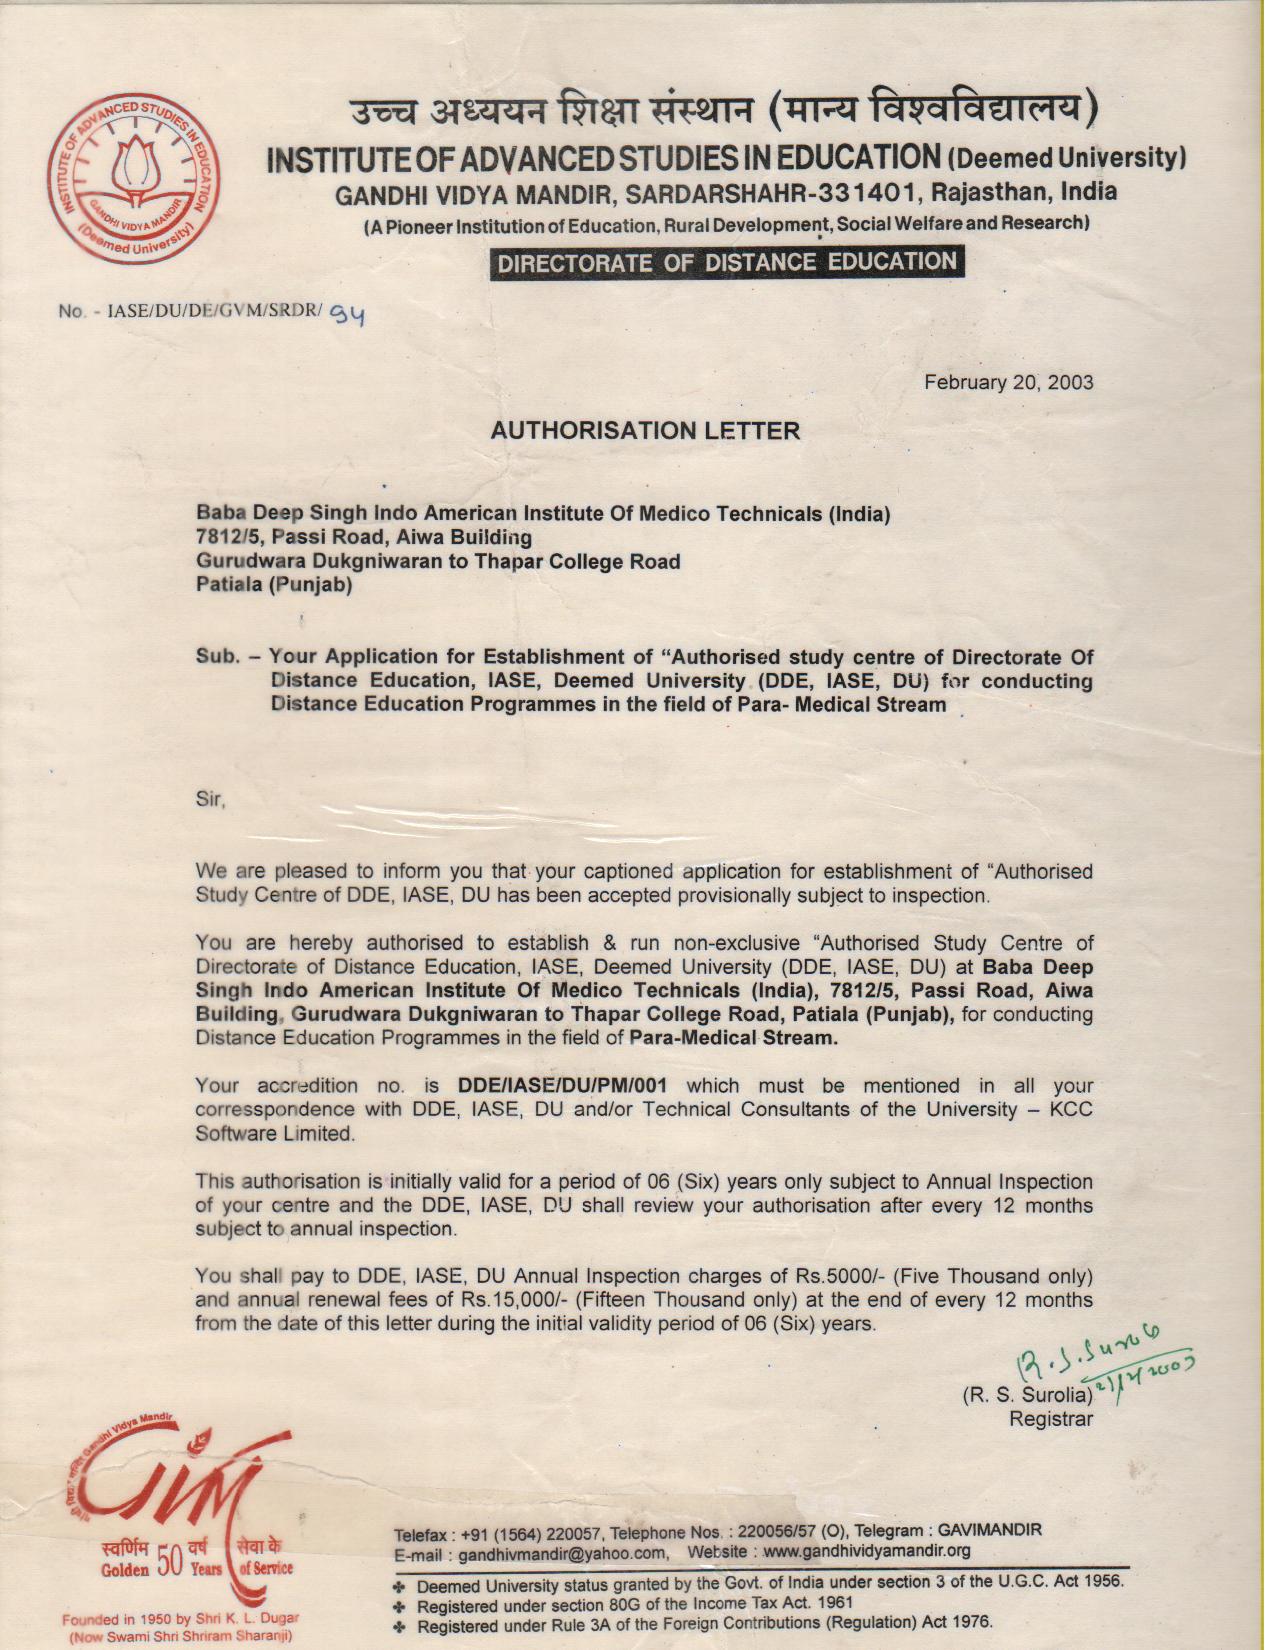 उच्च अध्ययन शिक्षा संस्थान (मान्य विश्वविद्यालय)
INSTITUTE OF ADVANCED STUDIES IN EDUCATION (Deemed University)
GANDHI VIDYA MANDIR, SARDARSHAHR-331401, Rajasthan, India
(A Pioneer Institution of Education, Rural Development, Social Welfare and Research)
DIRECTORATE OF DISTANCE EDUCATION
INSTITUTE OF ADVANCED STUDIES IN EDUCATION
GANDHI VIDYA MANDIR
(Deemed University)
No. - IASE/DU/DE/GVM/SRDR/ 94
February 20, 2003
AUTHORISATION LETTER
Baba Deep Singh Indo American Institute Of Medico Technicals (India)
7812/5, Passi Road, Aiwa Building
Gurudwara Dukgniwaran to Thapar College Road
Patiala (Punjab)
Sub. – Your Application for Establishment of “Authorised study centre of Directorate Of
Distance Education, IASE, Deemed University (DDE, IASE, DU) for conducting
Distance Education Programmes in the field of Para- Medical Stream
Sir,
We are pleased to inform you that your captioned application for establishment of “Authorised
Study Centre of DDE, IASE, DU has been accepted provisionally subject to inspection.
You are hereby authorised to establish & run non-exclusive “Authorised Study Centre of
Directorate of Distance Education, IASE, Deemed University (DDE, IASE, DU) at Baba Deep
Singh Indo American Institute Of Medico Technicals (India), 7812/5, Passi Road, Aiwa
Building, Gurudwara Dukgniwaran to Thapar College Road, Patiala (Punjab), for conducting
Distance Education Programmes in the field of Para-Medical Stream.
Your accredition no. is DDE/IASE/DU/PM/001 which must be mentioned in all your
corresspondence with DDE, IASE, DU and/or Technical Consultants of the University – KCC
Software Limited.
This authorisation is initially valid for a period of 06 (Six) years only subject to Annual Inspection
of your centre and the DDE, IASE, DU shall review your authorisation after every 12 months
subject to annual inspection.
You shall pay to DDE, IASE, DU Annual Inspection charges of Rs.5000/- (Five Thousand only)
and annual renewal fees of Rs.15,000/- (Fifteen Thousand only) at the end of every 12 months
from the date of this letter during the initial validity period of 06 (Six) years.
(R. S. Surolia)
Registrar
Gandhi Vidya Mandir
स्वर्णिम 50 वर्ष सेवा के
Golden Years of Service
Founded in 1950 by Shri K. L. Dugar
(Now Swami Shri Shriram Sharanji)
Telefax : +91 (1564) 220057, Telephone Nos. : 220056/57 (O), Telegram : GAVIMANDIR
E-mail : gandhivmandir@yahoo.com, Website : www.gandhividyamandir.org
❖ Deemed University status granted by the Govt. of India under section 3 of the U.G.C. Act 1956.
❖ Registered under section 80G of the Income Tax Act. 1961
❖ Registered under Rule 3A of the Foreign Contributions (Regulation) Act 1976.